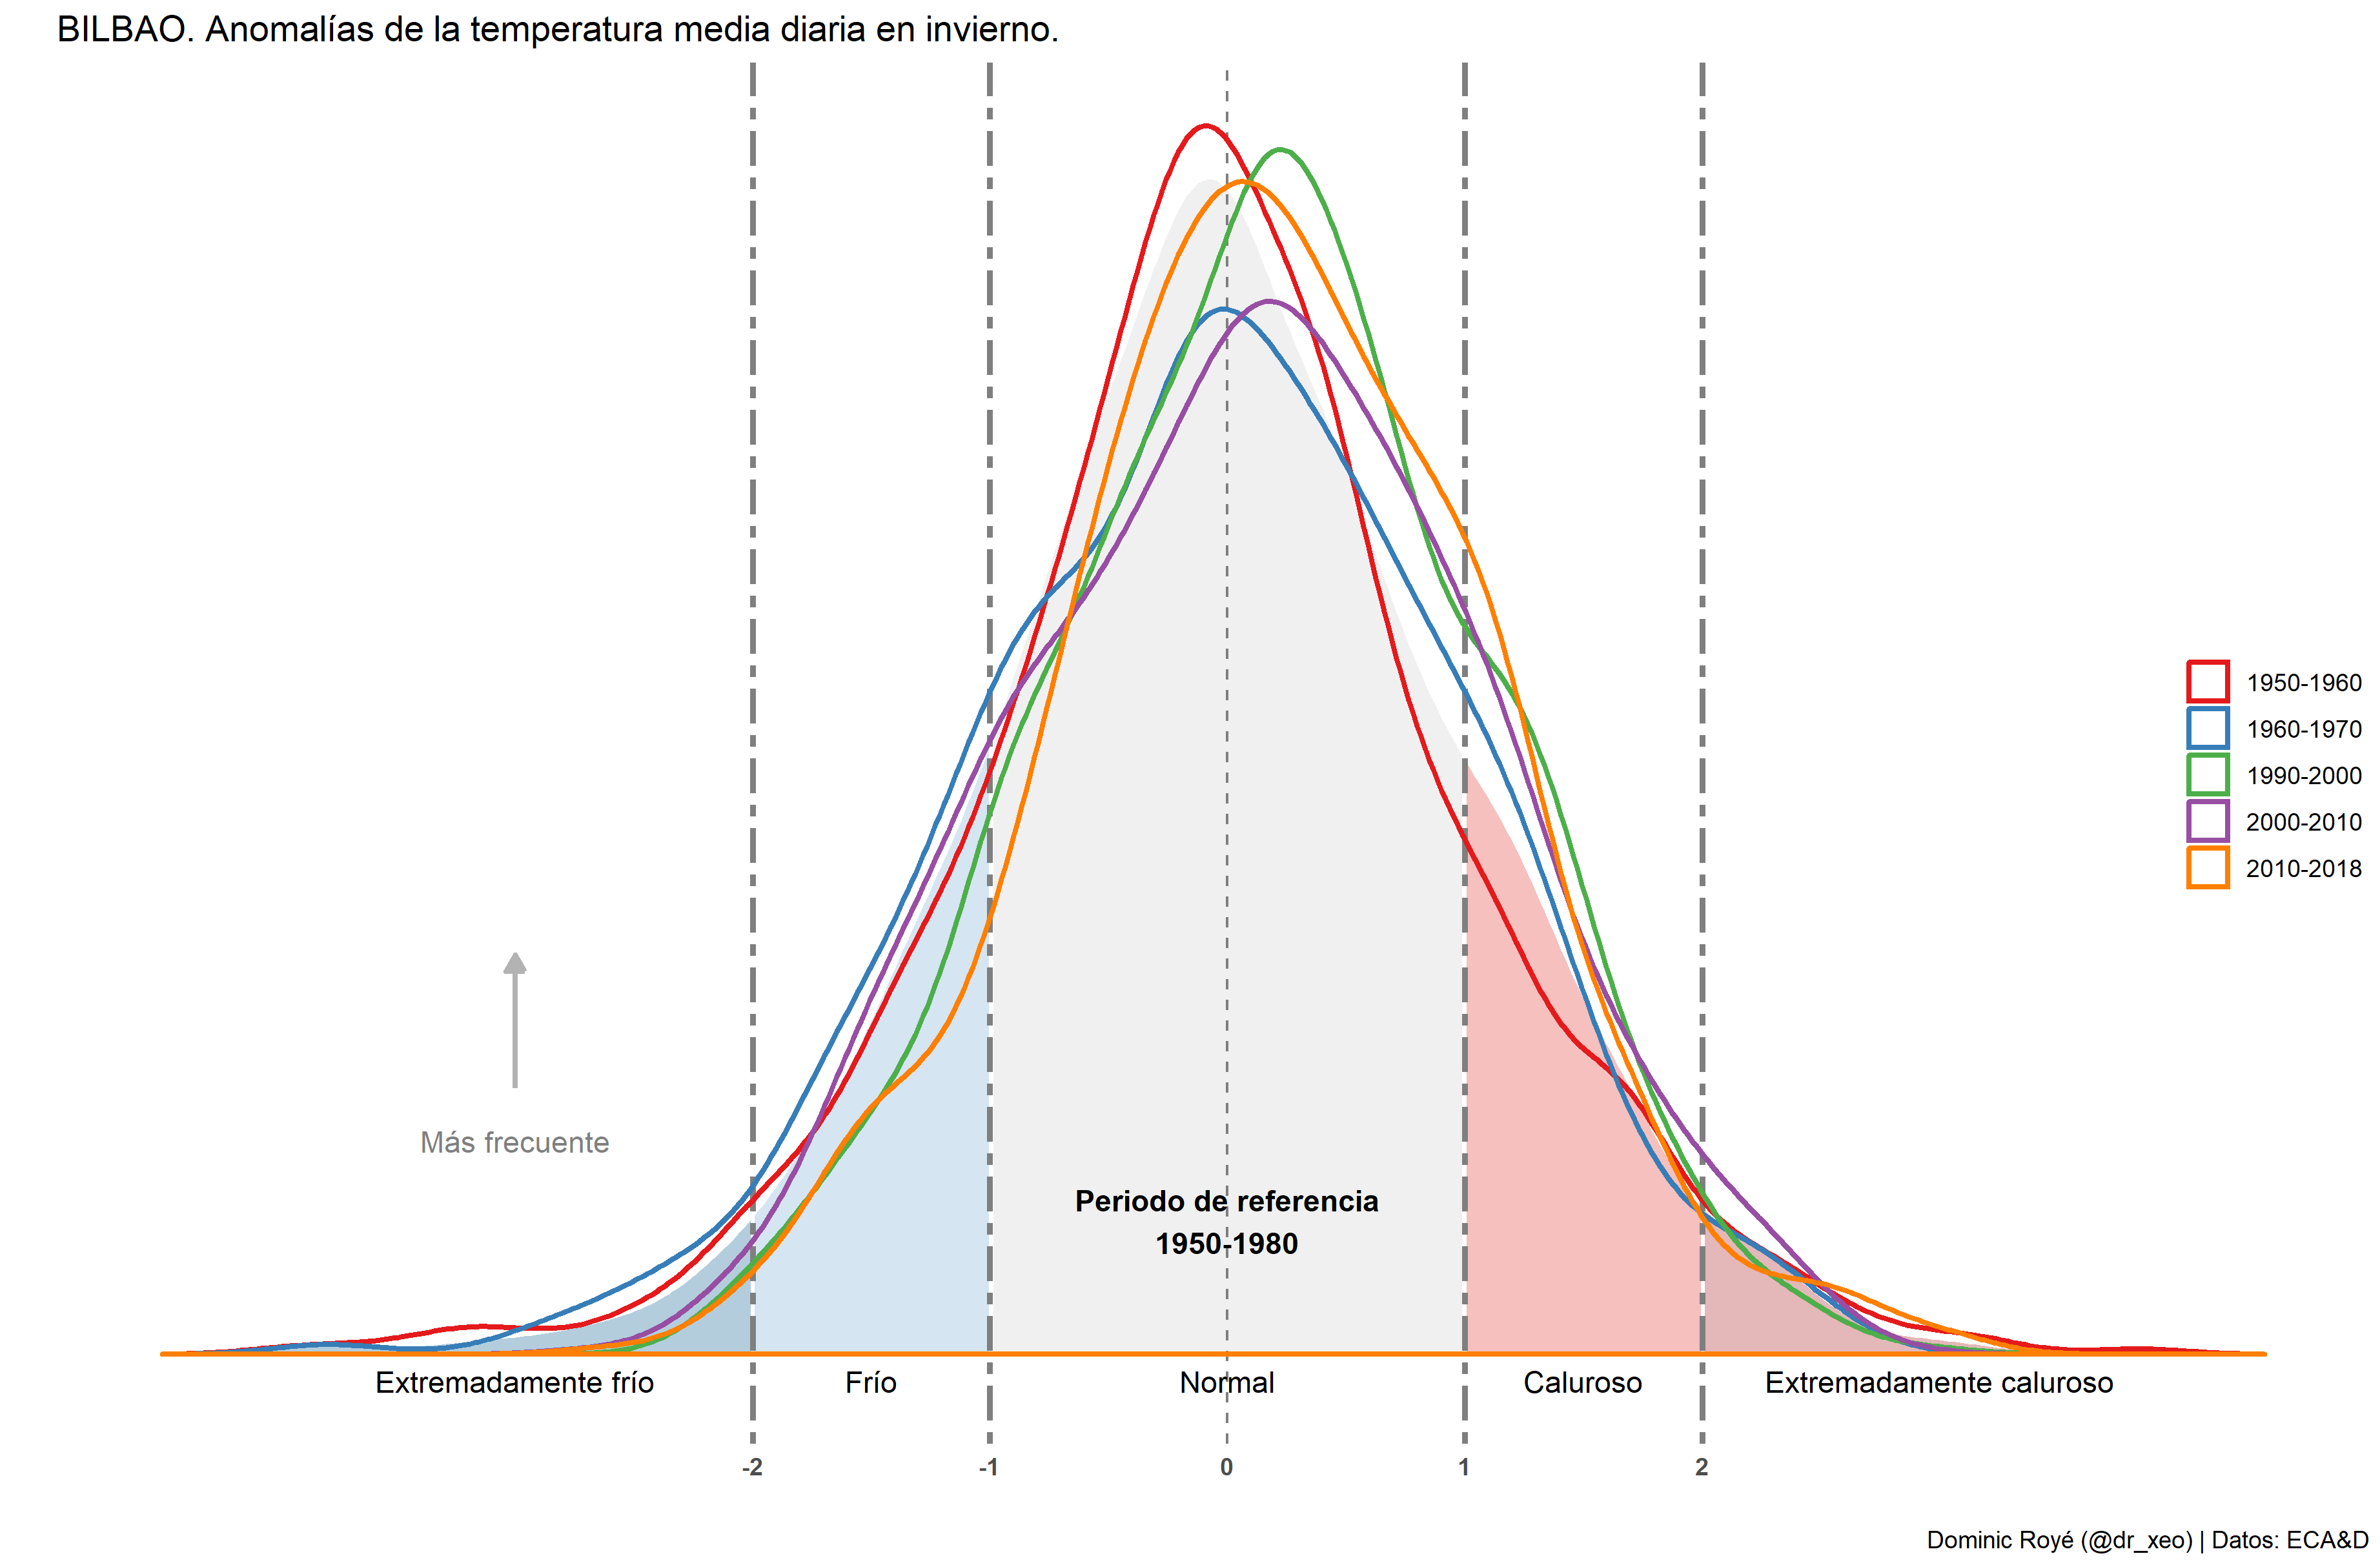 BILBAO. Anomalías de la temperatura media diaria en invierno.
1950-1960
1960-1970
1990-2000
2000-2010
2010-2018
Más frecuente
Periodo de referencia
1950-1980
Extremadamente frío
Frío
Normal
Caluroso
Extremadamente caluroso
-2
-1
0
1
2
Dominic Royé (@dr_xeo) | Datos: ECA&D